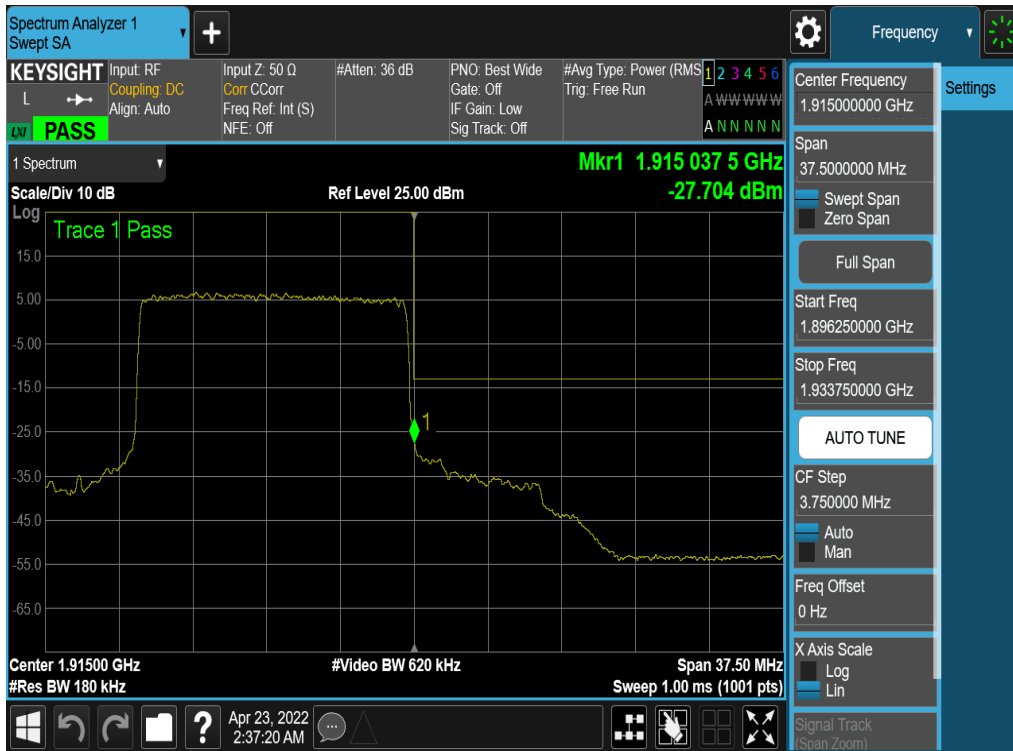 Spectrum Analyzer 1
Swept SA
+
Frequency
KEYSIGHT
L
LXI
PASS
Input: RF
Coupling: DC
Align: Auto
Input Z: 50 Ω
Corr CCorr
Freq Ref: Int (S)
NFE: Off
#Atten: 36 dB
PNO: Best Wide
Gate: Off
IF Gain: Low
Sig Track: Off
#Avg Type: Power (RMS
Trig: Free Run
1 2 3 4 5 6
A W W W W W
A N N N N N
1 Spectrum
Mkr1 1.915 037 5 GHz
-27.704 dBm
Scale/Div 10 dB
Ref Level 25.00 dBm
Log
Trace 1 Pass
15.0
5.00
-5.00
-15.0
-25.0
-35.0
-45.0
-55.0
-65.0
1
Center 1.91500 GHz
#Video BW 620 kHz
Span 37.50 MHz
#Res BW 180 kHz
Sweep 1.00 ms (1001 pts)
?
Apr 23, 2022
2:37:20 AM
Center Frequency
1.915000000 GHz
Settings
Span
37.5000000 MHz
Swept Span
Zero Span
Full Span
Start Freq
1.896250000 GHz
Stop Freq
1.933750000 GHz
AUTO TUNE
CF Step
3.750000 MHz
Auto
Man
Freq Offset
0 Hz
X Axis Scale
Log
Lin
Signal Track
(Span Zoom)